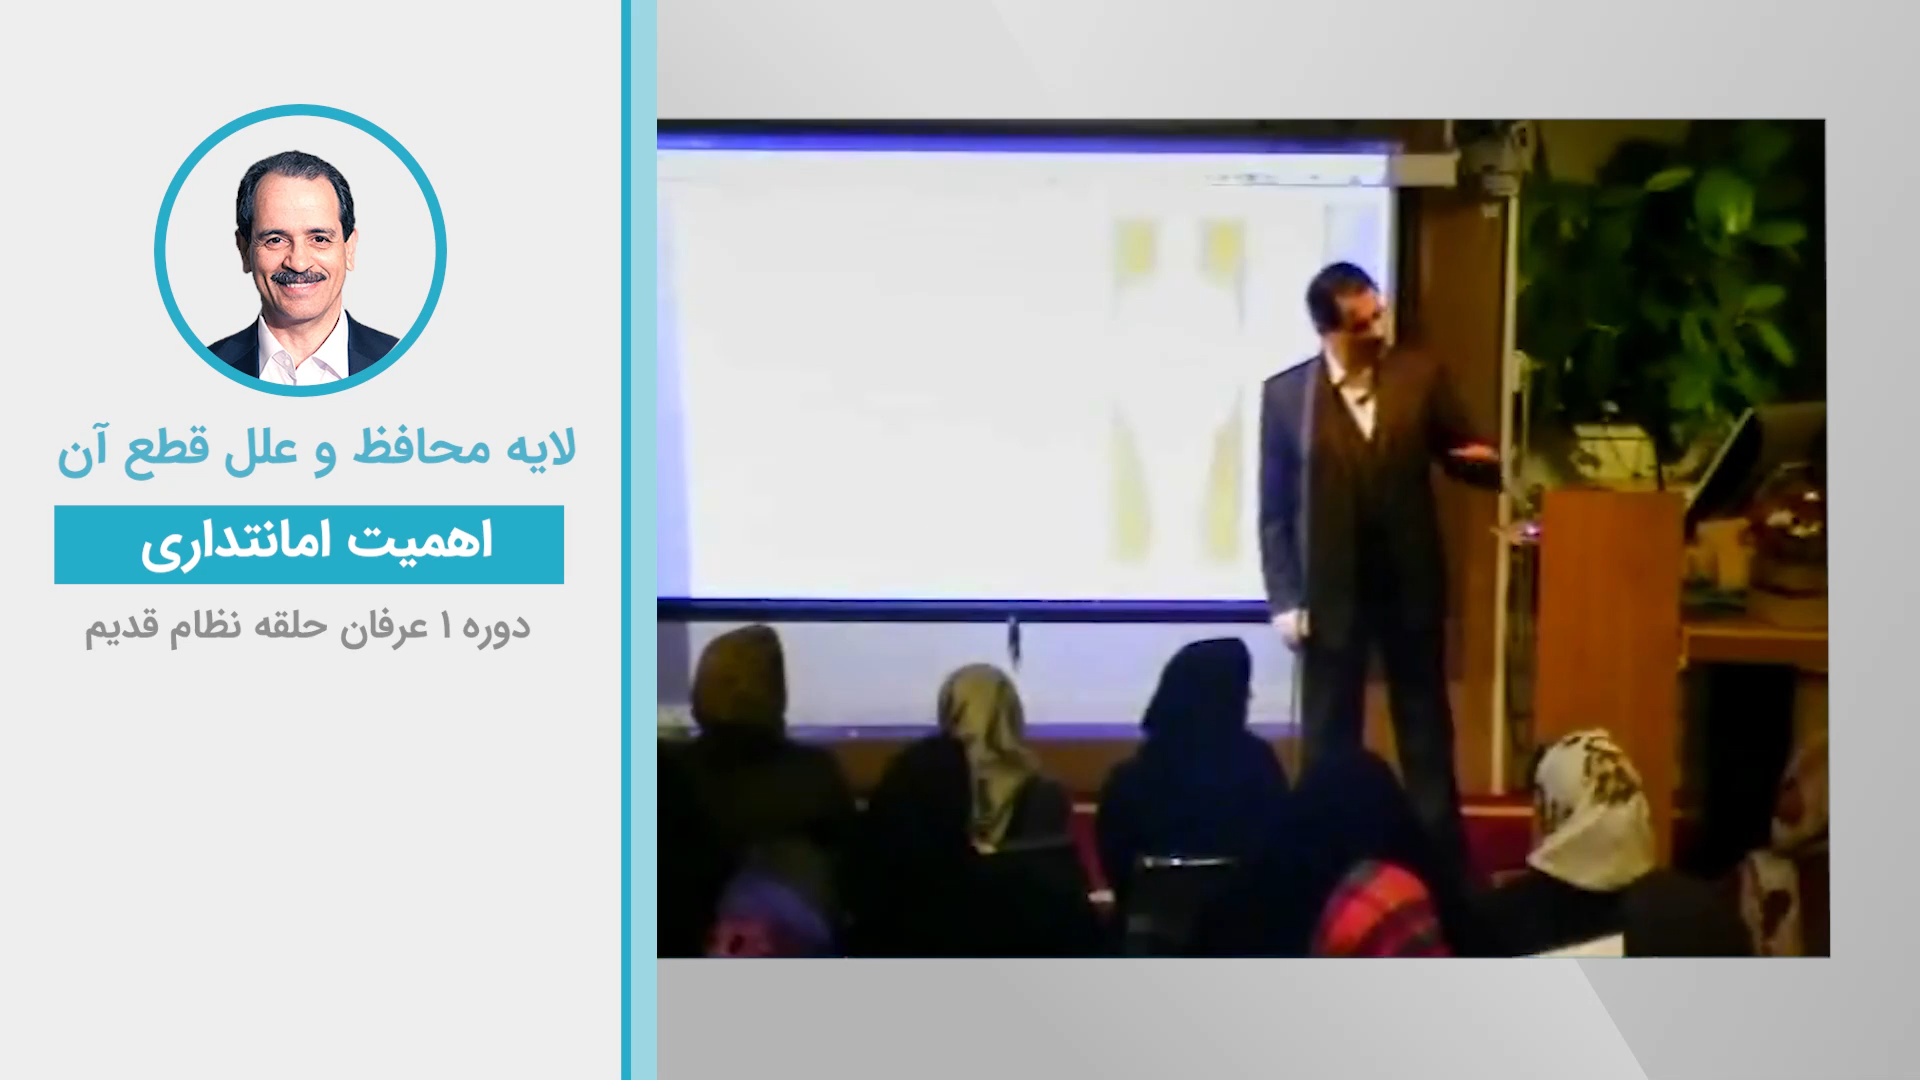 لایه محافظ و علل قطع آن
اهمیت امانتداری
دوره ۱ عرفان حلقه نظام قدیم